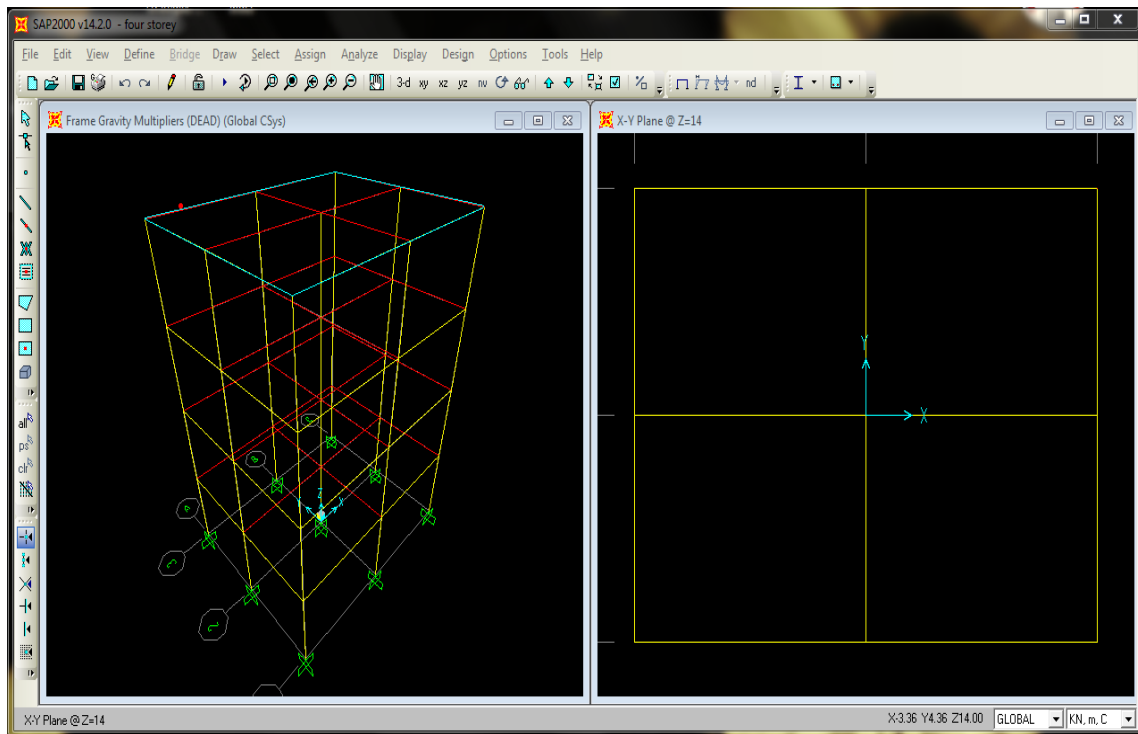 SAP2000 v14.2.0 - four storey
File Edit View Define Bridge Draw Select Assign Analyze Display Design Options Tools Help
3-d xy xz yz nv nd
Frame Gravity Multipliers (DEAD) (Global CSys)
X-Y Plane @ Z=14
all
ps
clr
Z
X
Y
X
X-Y Plane @ Z=14
X-3.36 Y4.36 Z14.00
GLOBAL
KN, m, C